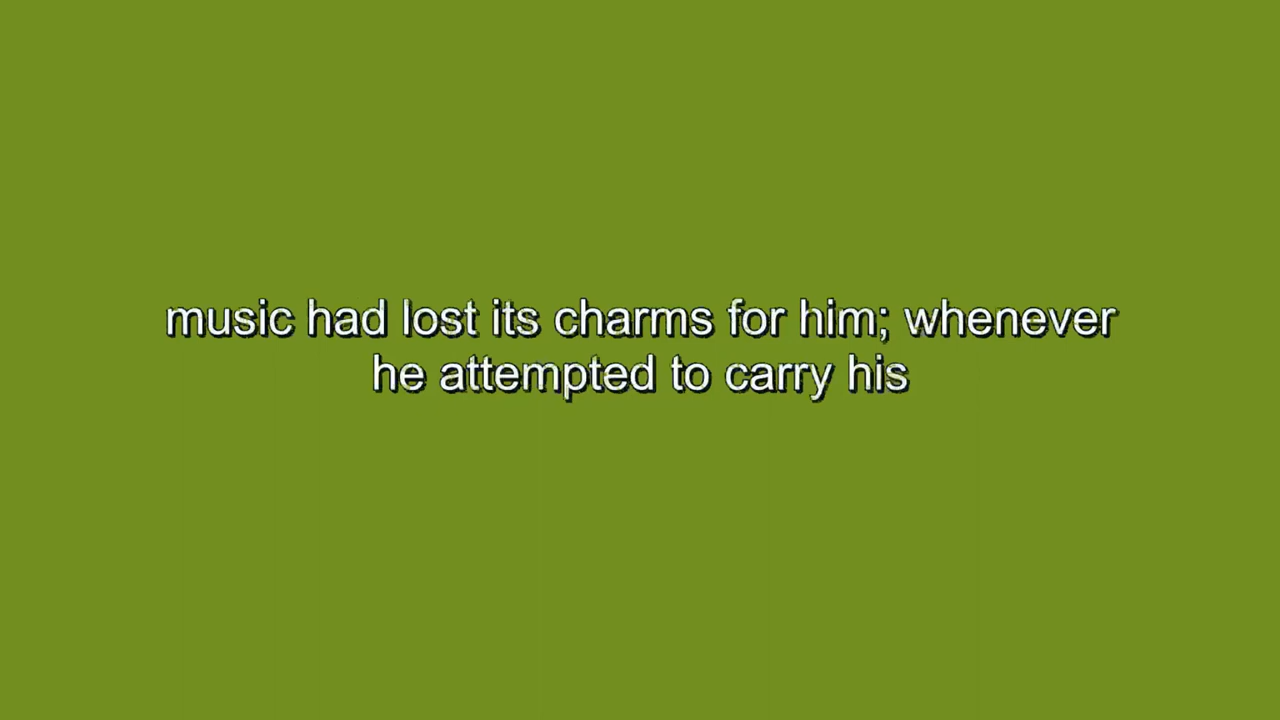 music had lost its charms for him; whenever
he attempted to carry his